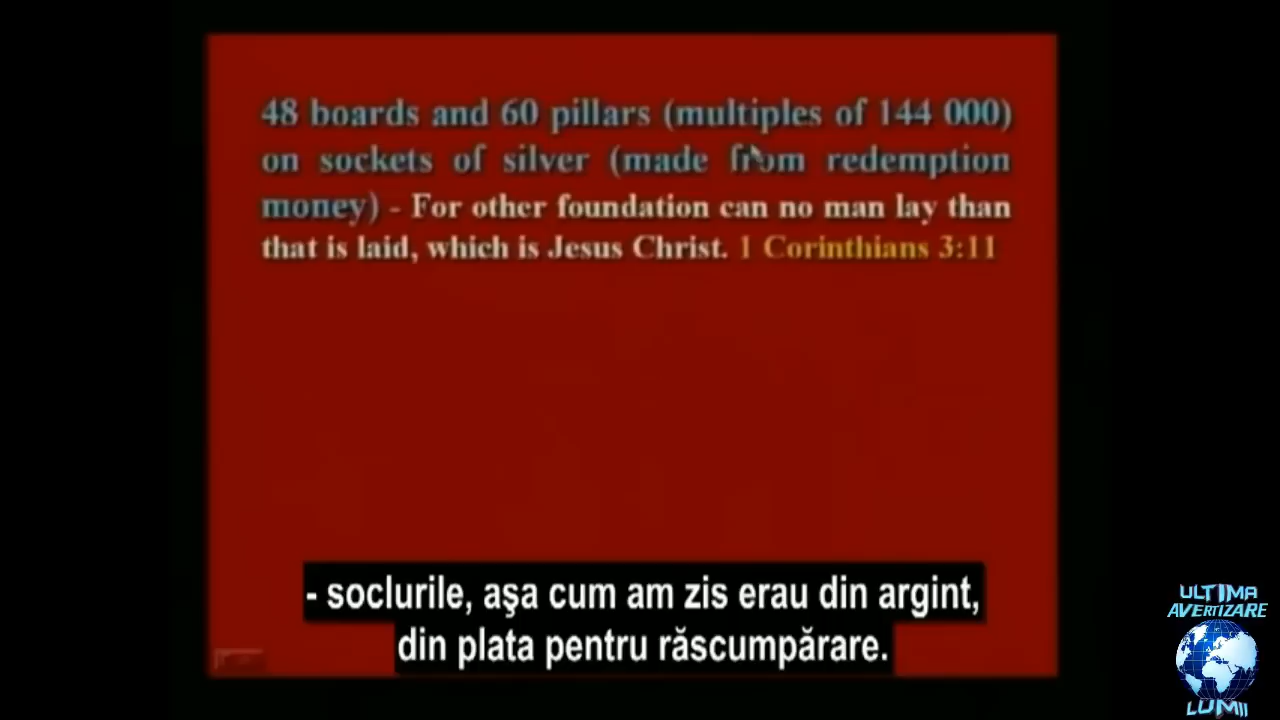 48 boards and 60 pillars (multiples of 144 000)
on sockets of silver (made from redemption
money) - For other foundation can no man lay than
that is laid, which is Jesus Christ. 1 Corinthians 3:11
- soclurile, aşa cum am zis erau din argint,
din plata pentru răscumpărare.
ULTIMA
AVERTIZARE
LUMII